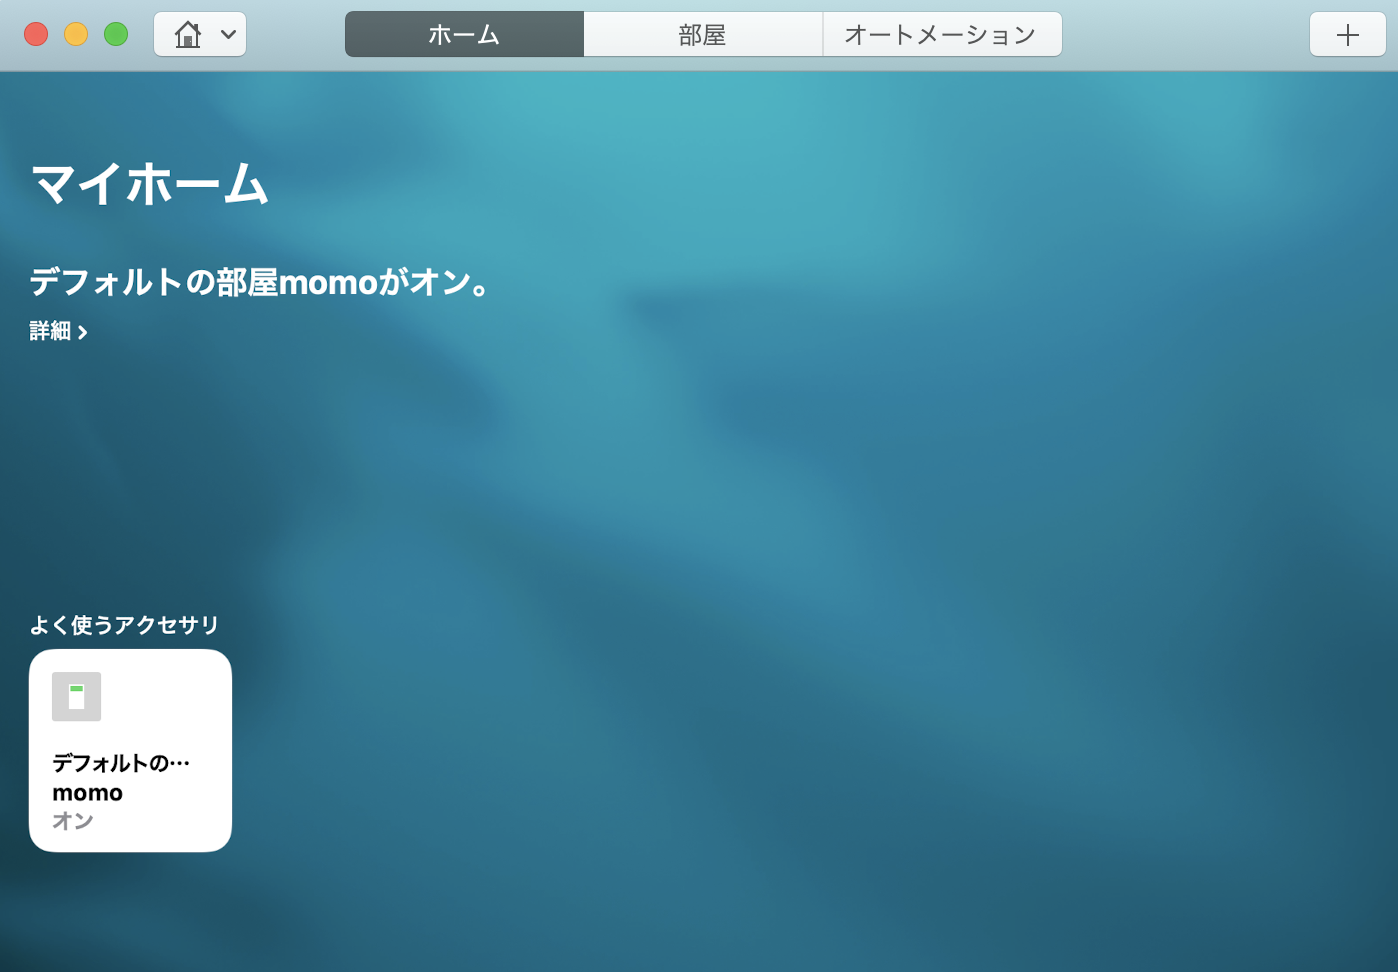 ホーム
部屋
オートメーション
マイホーム
デフォルトの部屋momoがオン。
詳細 ›
よく使うアクセサリ
デフォルトの…
momo
オン